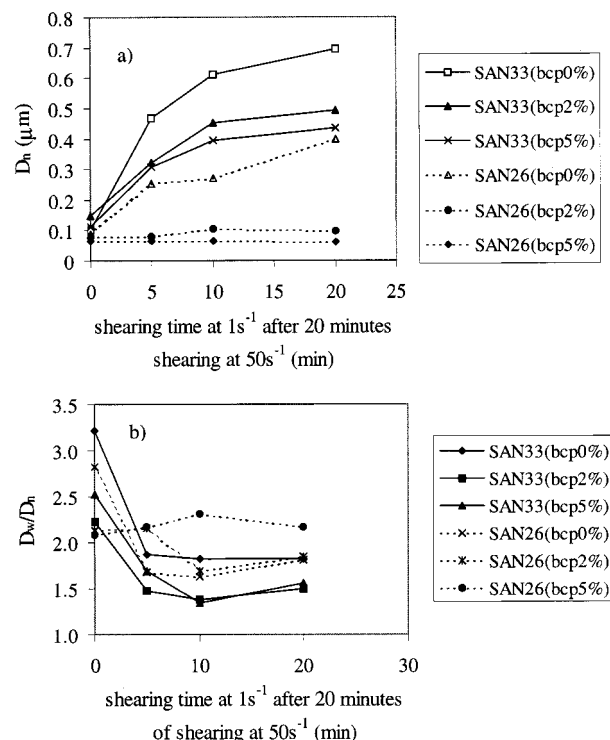 0.8
0.7
0.6
0.5
0.4
0.3
0.2
0.1
0
Dₙ (μm)
a)
0 5 10 15 20 25
shearing time at 1s⁻¹ after 20 minutes
shearing at 50s⁻¹ (min)
SAN33(bcp0%)
SAN33(bcp2%)
SAN33(bcp5%)
SAN26(bcp0%)
SAN26(bcp2%)
SAN26(bcp5%)
3.5
3.0
2.5
2.0
1.5
1.0
D_w/Dₙ
b)
0 10 20 30
shearing time at 1s⁻¹ after 20 minutes
of shearing at 50s⁻¹ (min)
SAN33(bcp0%)
SAN33(bcp2%)
SAN33(bcp5%)
SAN26(bcp0%)
SAN26(bcp2%)
SAN26(bcp5%)